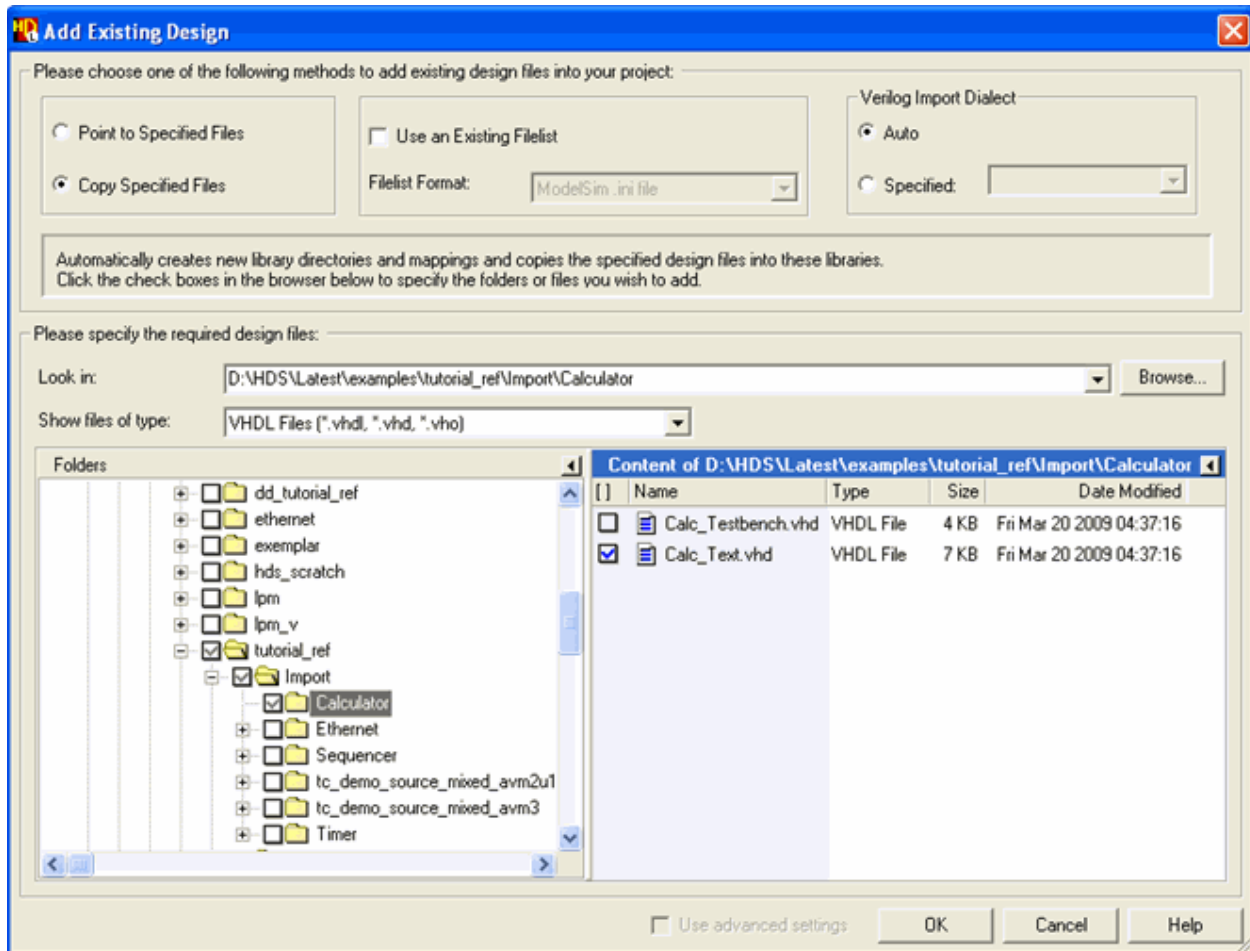 Add Existing Design
Please choose one of the following methods to add existing design files into your project:
Point to Specified Files
Copy Specified Files
Use an Existing Filelist
Filelist Format:
ModelSim .ini file
Verilog Import Dialect
Auto
Specified:
Automatically creates new library directories and mappings and copies the specified design files into these libraries.
Click the check boxes in the browser below to specify the folders or files you wish to add.
Please specify the required design files:
Look in:
D:\HDS\Latest\examples\tutorial_ref\Import\Calculator
Browse...
Show files of type:
VHDL Files (*.vhdl, *.vhd, *.vho)
Folders
dd_tutorial_ref
ethernet
exemplar
hds_scratch
lpm
lpm_v
tutorial_ref
Import
Calculator
Ethernet
Sequencer
tc_demo_source_mixed_avm2u1
tc_demo_source_mixed_avm3
Timer
Content of D:\HDS\Latest\examples\tutorial_ref\Import\Calculator
[ ] Name Type Size Date Modified
Calc_Testbench.vhd VHDL File 4 KB Fri Mar 20 2009 04:37:16
Calc_Text.vhd VHDL File 7 KB Fri Mar 20 2009 04:37:16
Use advanced settings
OK
Cancel
Help